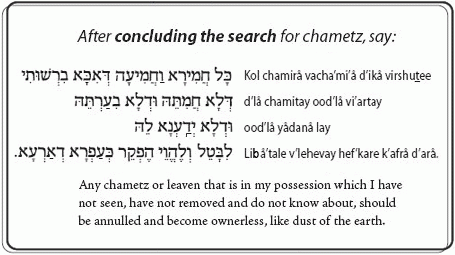 After concluding the search for chametz, say:
כָּל חֲמִירָא וַחֲמִיעָה דְּאִכָּא בִרְשׁוּתִי Kol chamirâ vacha'mi'â d'ikâ virshutee
דְּלָא חֲמִתֵּהּ וּדְלָא בִעַרְתֵּהּ d'lâ chamitay ood'lâ vi'artay
וּדְלָא יְדַעְנָא לֵהּ ood'lâ yâdanâ lay
לִבָּטֵל וְלֶהֱוֵי הֶפְקֵר כְּעַפְרָא דְאַרְעָא. Libâ'tale v'lehevay hef'kare k'afrâ d'arâ.
Any chametz or leaven that is in my possession which I have
not seen, have not removed and do not know about, should
be annulled and become ownerless, like dust of the earth.